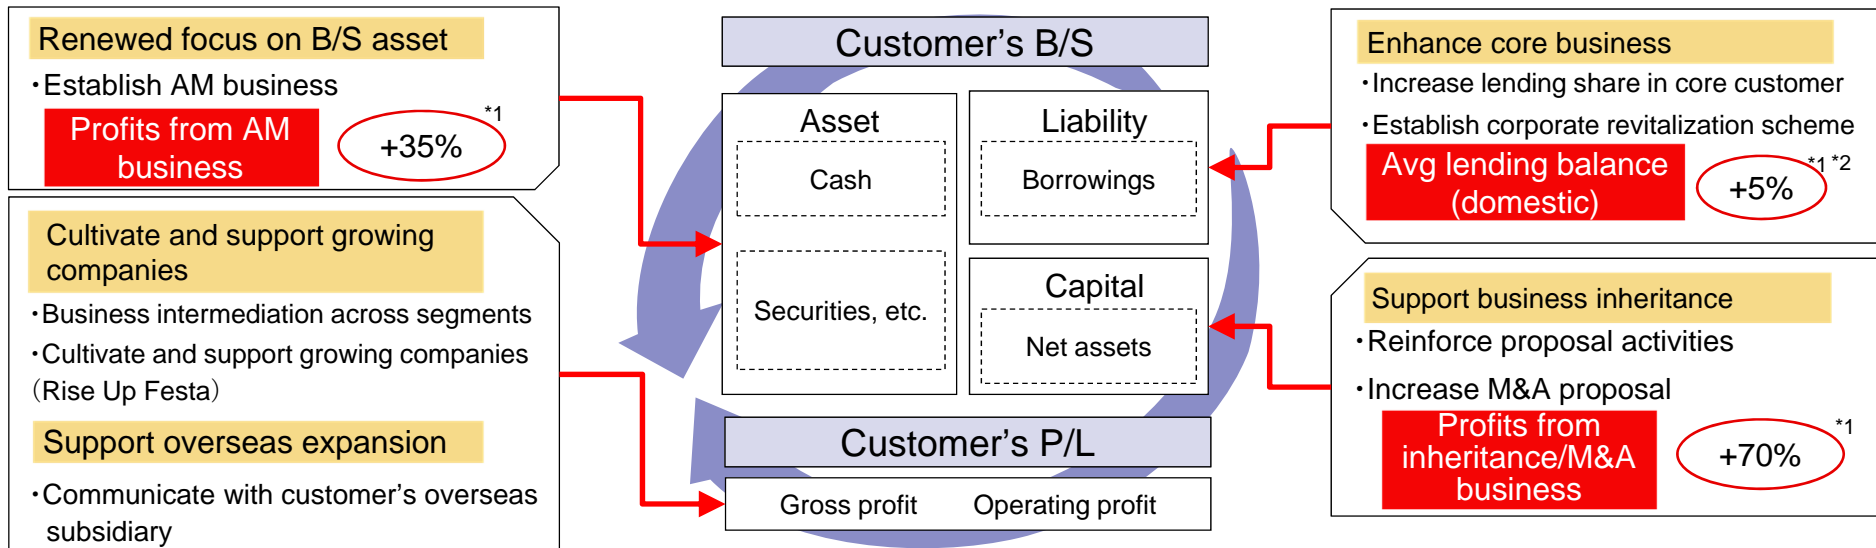 Renewed focus on B/S asset
・Establish AM business
Profits from AM
business
+35%
*1
Cultivate and support growing
companies
・Business intermediation across segments
・Cultivate and support growing companies
(Rise Up Festa)
Support overseas expansion
・Communicate with customer’s overseas
subsidiary
Customer’s B/S
Asset
Cash
Securities, etc.
Liability
Borrowings
Capital
Net assets
Customer’s P/L
Gross profit Operating profit
Enhance core business
・Increase lending share in core customer
・Establish corporate revitalization scheme
Avg lending balance
(domestic)
+5%
*1 *2
Support business inheritance
・Reinforce proposal activities
・Increase M&A proposal
Profits from
inheritance/M&A
business
+70%
*1